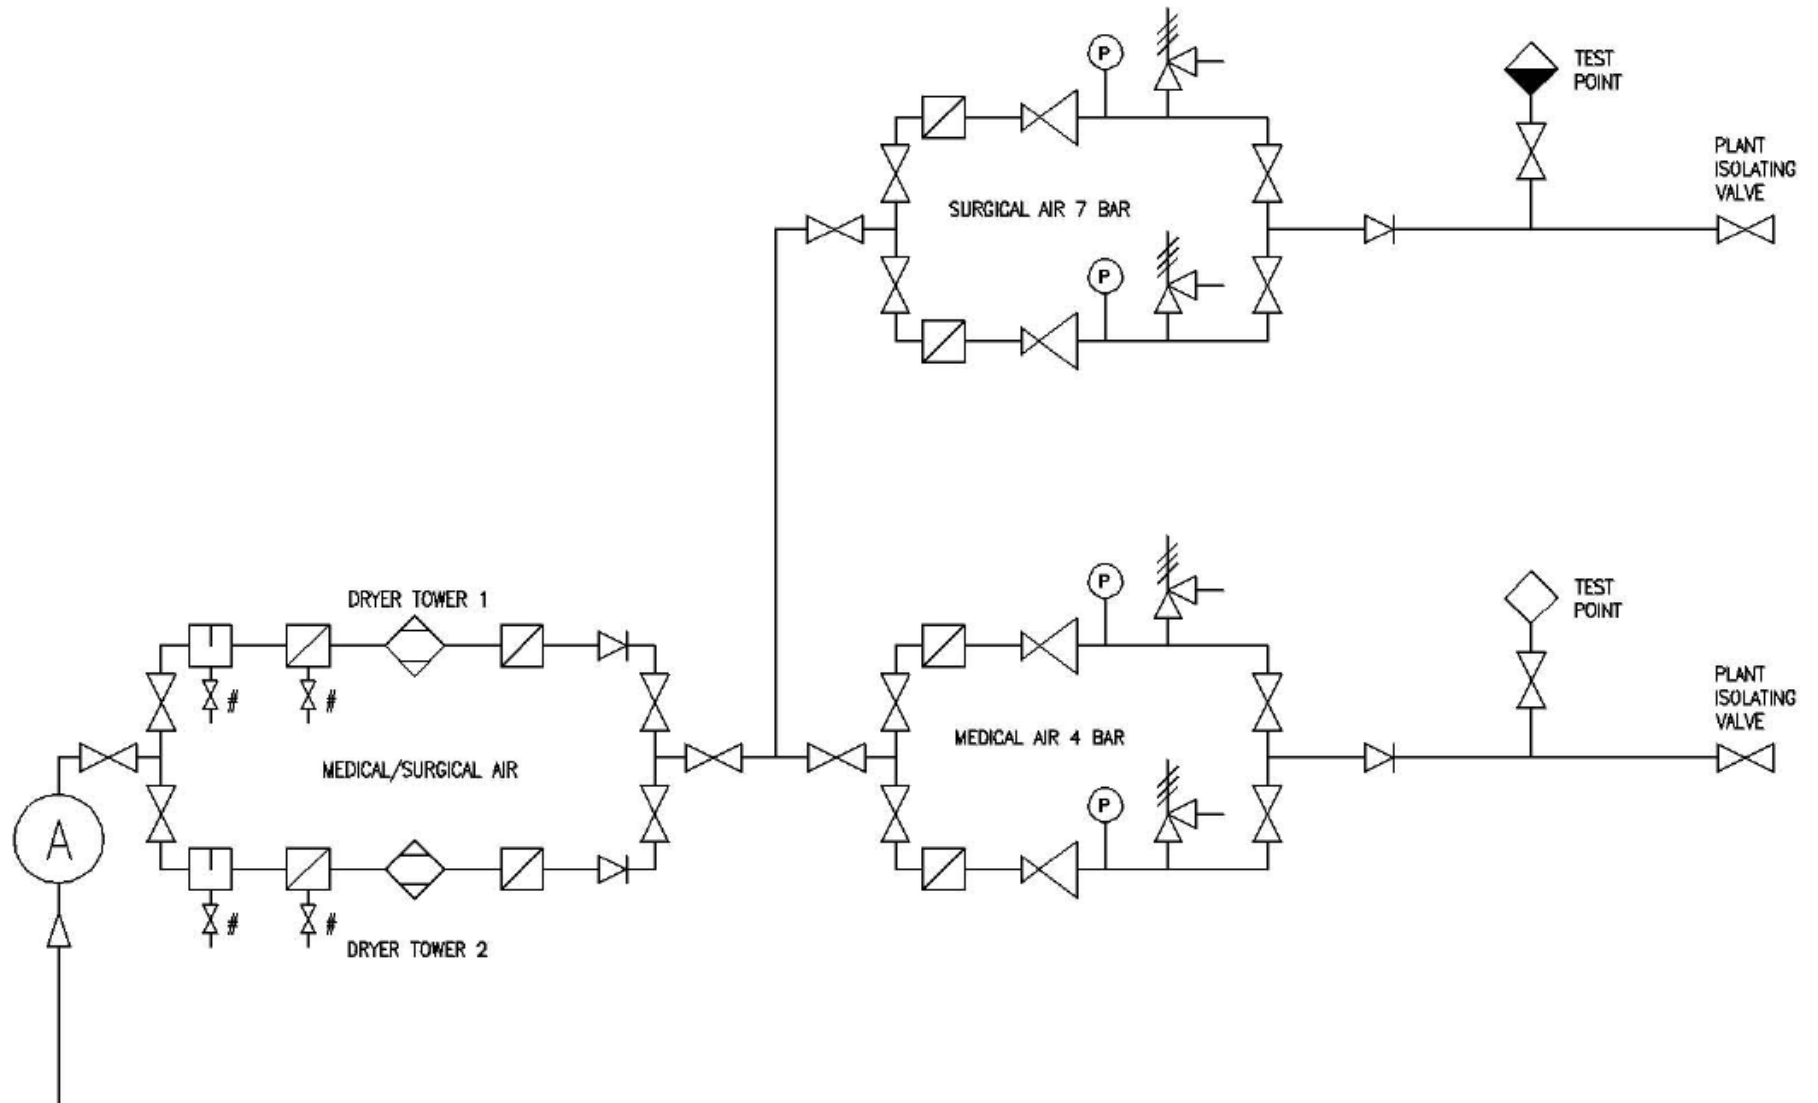 P
TEST
POINT
PLANT
ISOLATING
VALVE
SURGICAL AIR 7 BAR
P
P
TEST
POINT
DRYER TOWER 1
PLANT
ISOLATING
VALVE
# #
MEDICAL AIR 4 BAR
MEDICAL/SURGICAL AIR
P
A
# #
DRYER TOWER 2